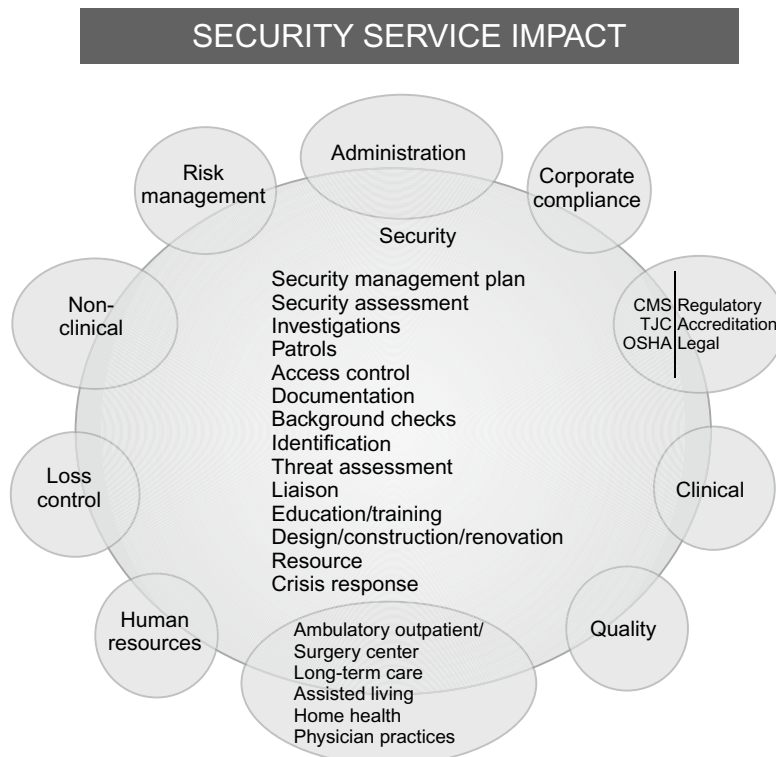 SECURITY SERVICE IMPACT
Administration
Risk
management
Corporate
compliance
Security
Non-
clinical
CMS Regulatory
TJC Accreditation
OSHA Legal
Security management plan
Security assessment
Investigations
Patrols
Access control
Documentation
Background checks
Identification
Threat assessment
Liaison
Education/training
Design/construction/renovation
Resource
Crisis response
Loss
control
Clinical
Human
resources
Quality
Ambulatory outpatient/
Surgery center
Long-term care
Assisted living
Home health
Physician practices